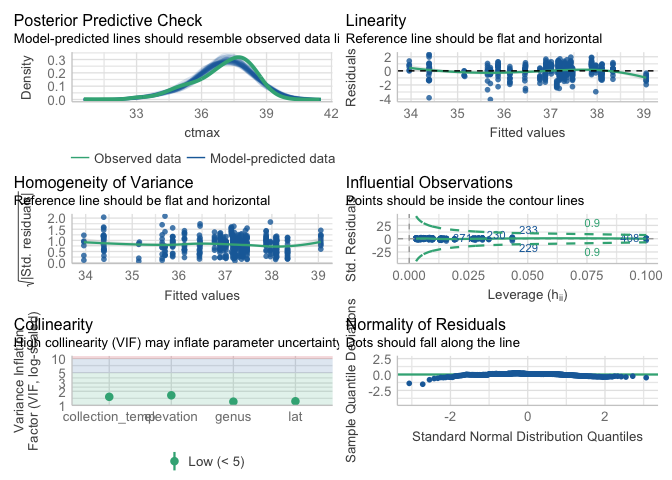 Posterior Predictive Check
Model-predicted lines should resemble observed data li
Density
0.3
0.2
0.1
0.0
33
36
39
42
ctmax
Observed data
Model-predicted data
Linearity
Reference line should be flat and horizontal
Residuals
2
0
-2
-4
34
35
36
37
38
39
Fitted values
Homogeneity of Variance
Reference line should be flat and horizontal
√|Std. residuals|
2.0
1.5
1.0
0.5
0.0
34
35
36
37
38
39
Fitted values
Influential Observations
Points should be inside the contour lines
Std. Residuals
25
0
-25
0.9
233
230
229
0.9
0.000
0.025
0.050
0.075
0.100
Leverage (hᵢᵢ)
Collinearity
High collinearity (VIF) may inflate parameter uncertainty
Variance Inflation
Factor (VIF, log-scaled)
10
5
3
2
1
collection_temp
elevation
genus
lat
Low (< 5)
Normality of Residuals
Dots should fall along the line
Sample Quantile Deviations
2.5
0.0
-2.5
-2
0
2
Standard Normal Distribution Quantiles